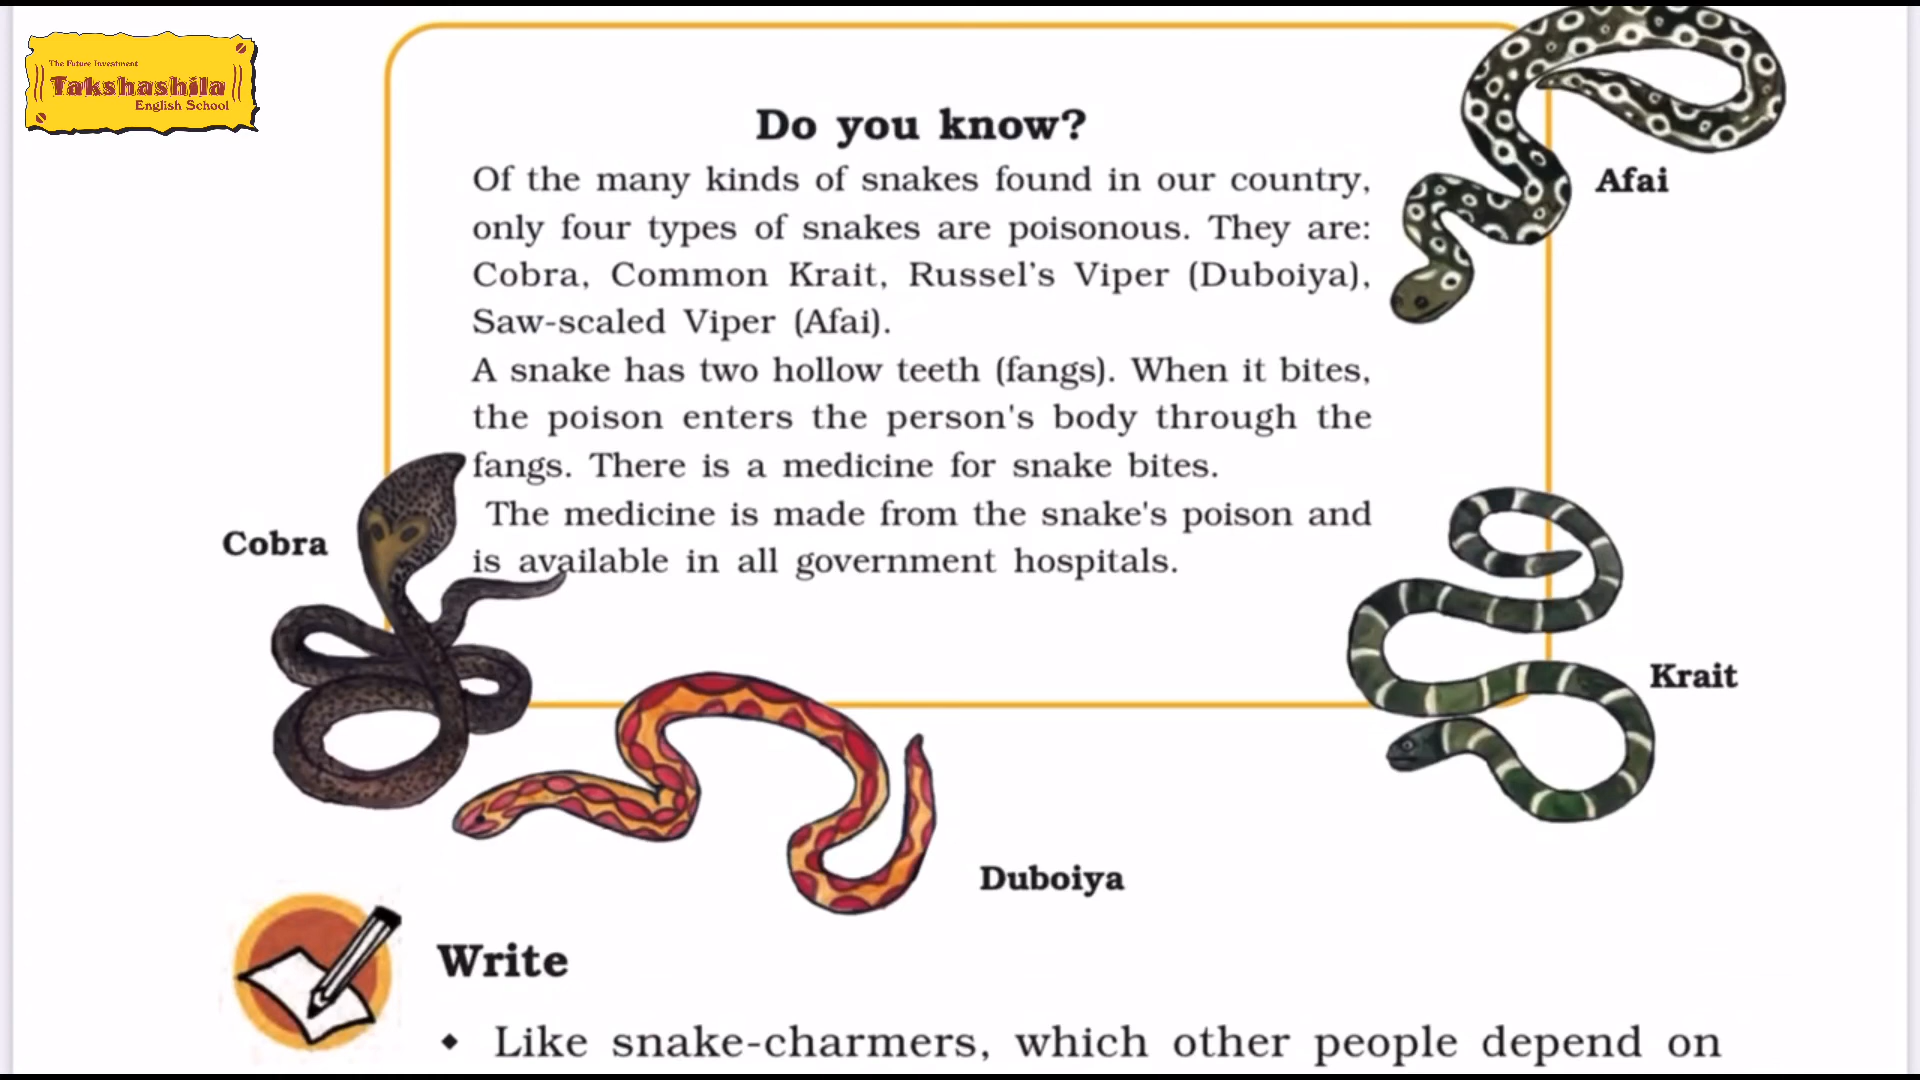 The Future Investment
Takshashila
English School
Do you know?
Of the many kinds of snakes found in our country,
only four types of snakes are poisonous. They are:
Cobra, Common Krait, Russel's Viper (Duboiya),
Saw-scaled Viper (Afai).
A snake has two hollow teeth (fangs). When it bites,
the poison enters the person's body through the
fangs. There is a medicine for snake bites.
The medicine is made from the snake's poison and
is available in all government hospitals.
Afai
Cobra
Krait
Duboiya
Write
◆ Like snake-charmers, which other people depend on